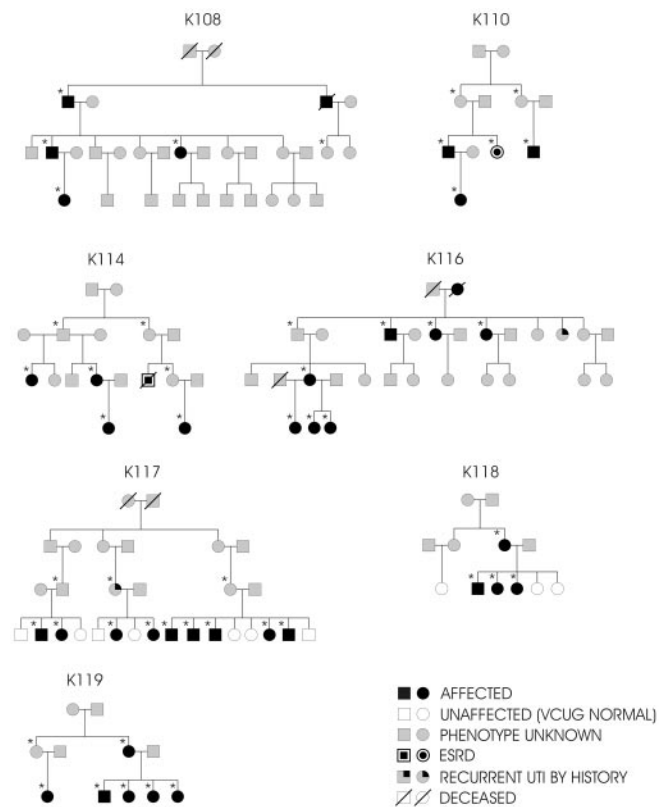 K108
K110
K114
K116
K117
K118
K119
AFFECTED
UNAFFECTED (VCUG NORMAL)
PHENOTYPE UNKNOWN
ESRD
RECURRENT UTI BY HISTORY
DECEASED